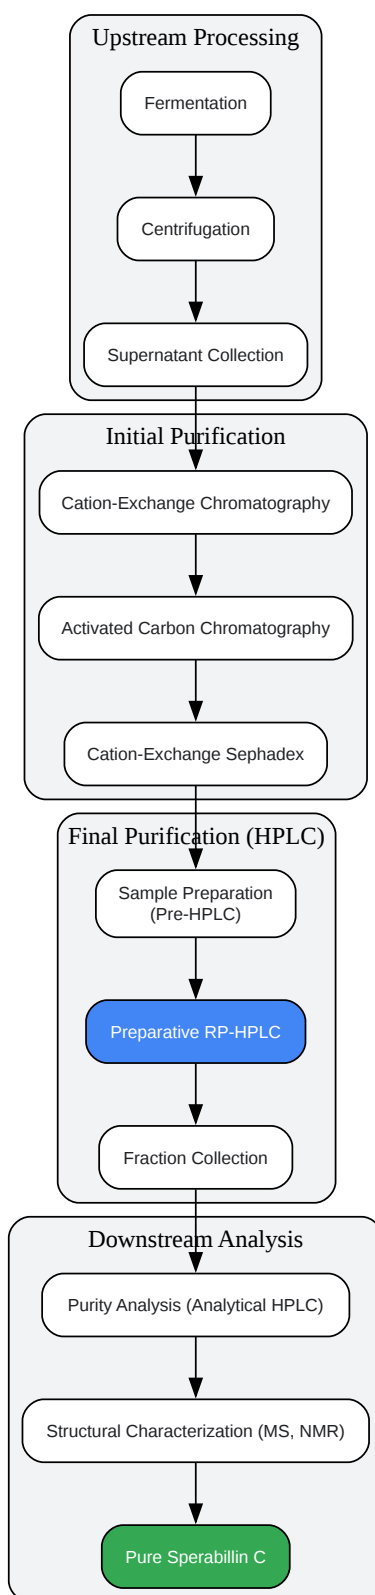 Upstream Processing
Fermentation
Centrifugation
Supernatant Collection
Initial Purification
Cation-Exchange Chromatography
Activated Carbon Chromatography
Cation-Exchange Sephadex
Final Purification (HPLC)
Sample Preparation
(Pre-HPLC)
Preparative RP-HPLC
Fraction Collection
Downstream Analysis
Purity Analysis (Analytical HPLC)
Structural Characterization (MS, NMR)
Pure Sperabillin C